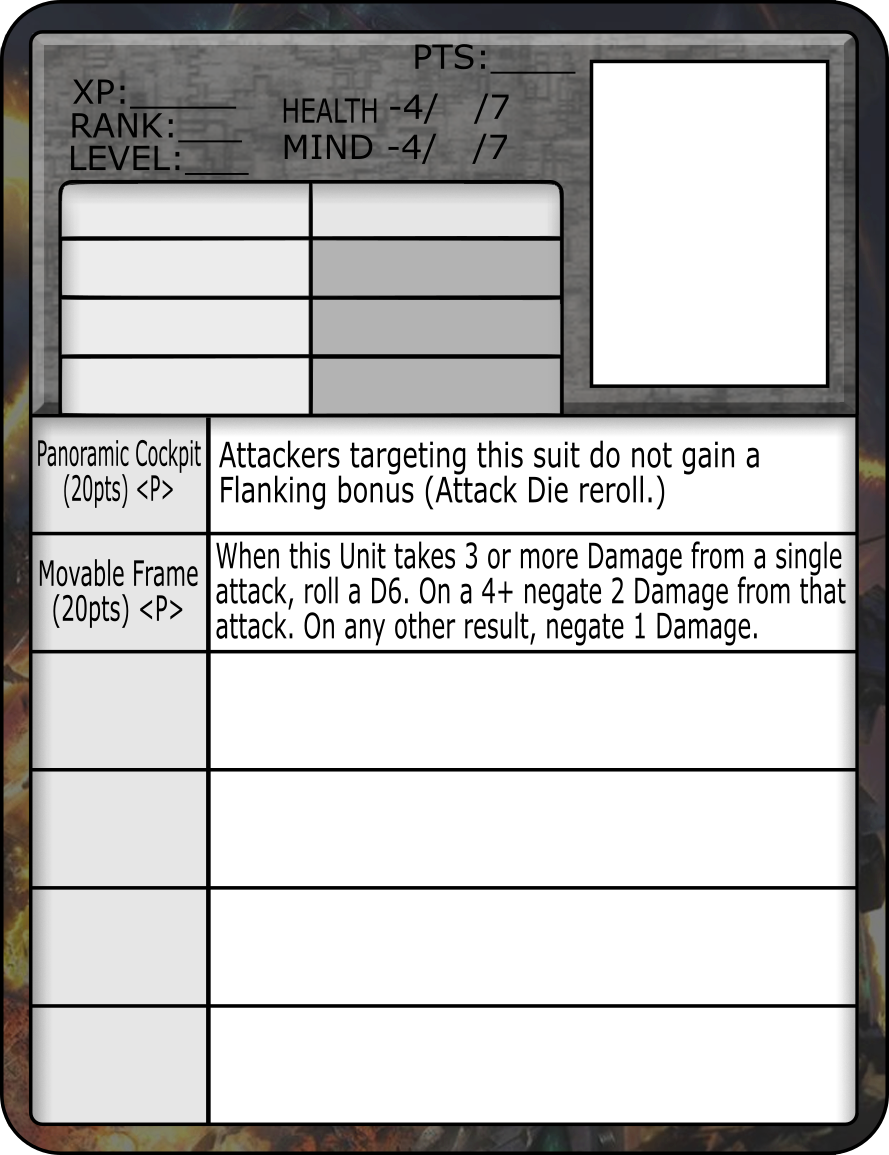 PTS:____
XP:______
RANK:___
LEVEL:___
HEALTH -4/ /7
MIND -4/ /7
Panoramic Cockpit
(20pts) <P>
Attackers targeting this suit do not gain a
Flanking bonus (Attack Die reroll.)
Movable Frame
(20pts) <P>
When this Unit takes 3 or more Damage from a single
attack, roll a D6. On a 4+ negate 2 Damage from that
attack. On any other result, negate 1 Damage.